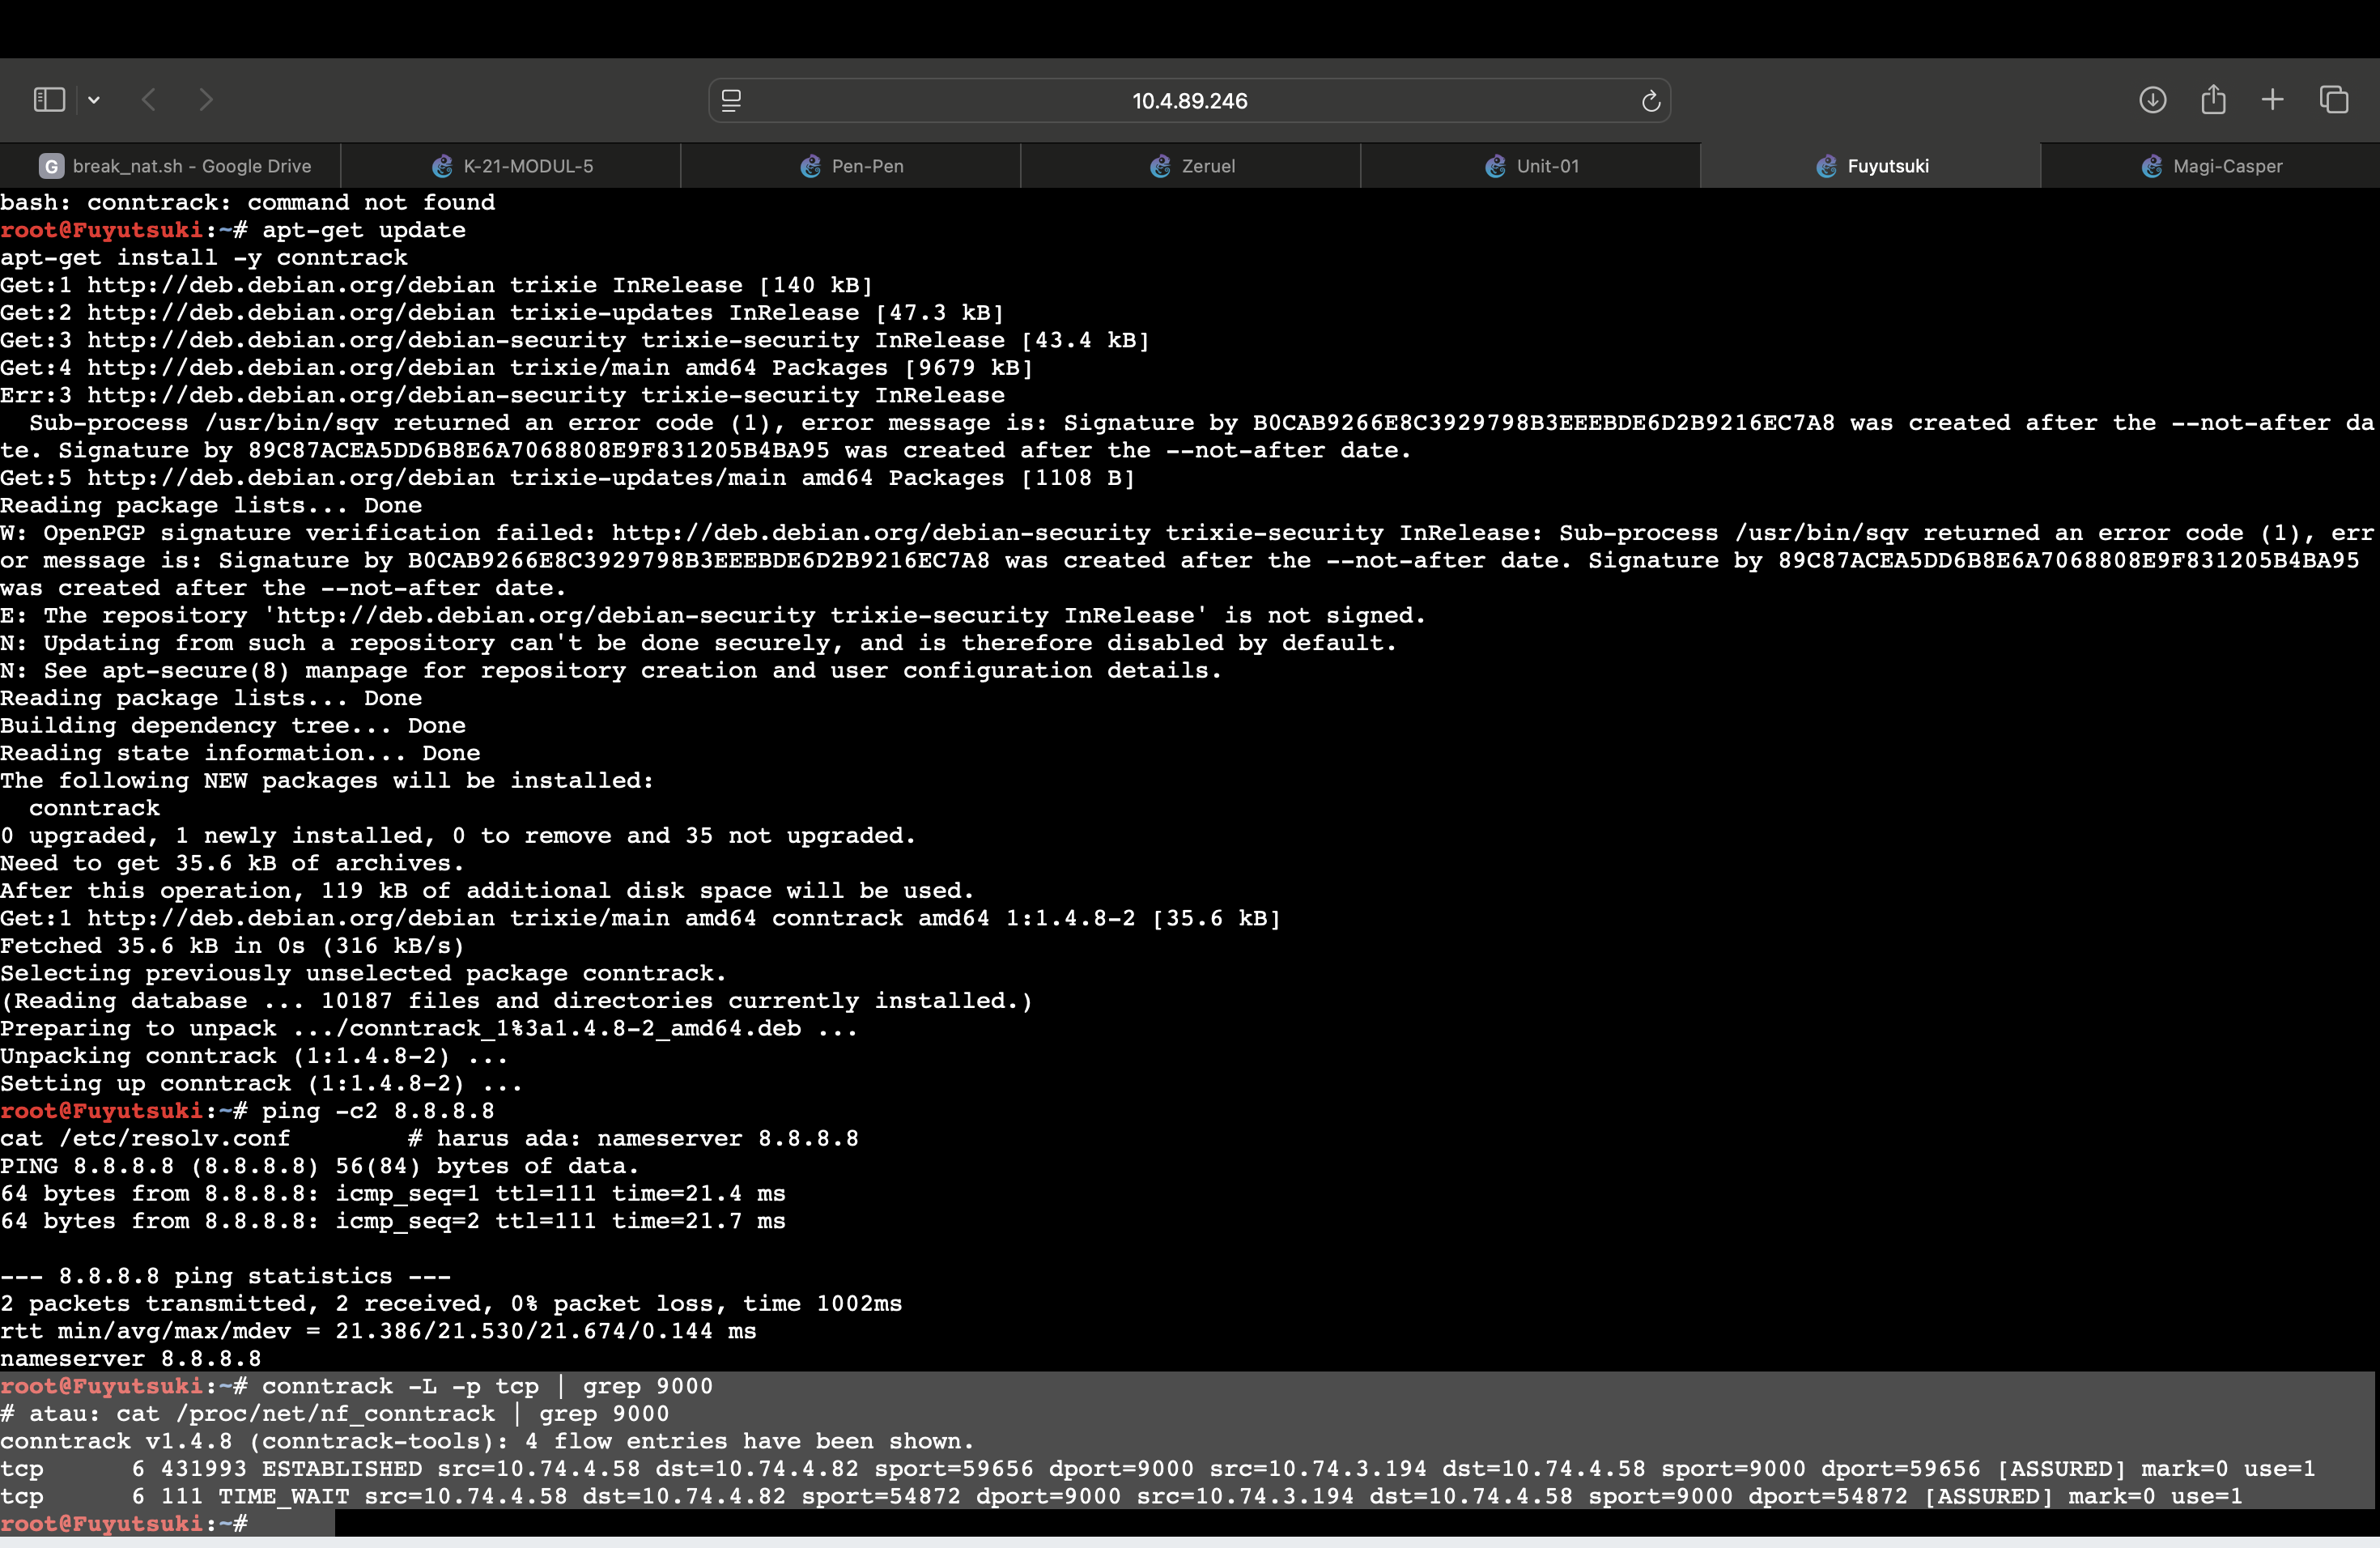 10.4.89.246
G break_nat.sh - Google Drive
K-21-MODUL-5
Pen-Pen
Zeruel
Unit-01
Fuyutsuki
Magi-Casper
bash: conntrack: command not found
root@Fuyutsuki:~# apt-get update
apt-get install -y conntrack
Get:1 http://deb.debian.org/debian trixie InRelease [140 kB]
Get:2 http://deb.debian.org/debian trixie-updates InRelease [47.3 kB]
Get:3 http://deb.debian.org/debian-security trixie-security InRelease [43.4 kB]
Get:4 http://deb.debian.org/debian trixie/main amd64 Packages [9679 kB]
Err:3 http://deb.debian.org/debian-security trixie-security InRelease
  Sub-process /usr/bin/sqv returned an error code (1), error message is: Signature by B0CAB9266E8C3929798B3EEEBDE6D2B9216EC7A8 was created after the --not-after da
te. Signature by 89C87ACEA5DD6B8E6A7068808E9F831205B4BA95 was created after the --not-after date.
Get:5 http://deb.debian.org/debian trixie-updates/main amd64 Packages [1108 B]
Reading package lists... Done
W: OpenPGP signature verification failed: http://deb.debian.org/debian-security trixie-security InRelease: Sub-process /usr/bin/sqv returned an error code (1), err
or message is: Signature by B0CAB9266E8C3929798B3EEEBDE6D2B9216EC7A8 was created after the --not-after date. Signature by 89C87ACEA5DD6B8E6A7068808E9F831205B4BA95
was created after the --not-after date.
E: The repository 'http://deb.debian.org/debian-security trixie-security InRelease' is not signed.
N: Updating from such a repository can't be done securely, and is therefore disabled by default.
N: See apt-secure(8) manpage for repository creation and user configuration details.
Reading package lists... Done
Building dependency tree... Done
Reading state information... Done
The following NEW packages will be installed:
  conntrack
0 upgraded, 1 newly installed, 0 to remove and 35 not upgraded.
Need to get 35.6 kB of archives.
After this operation, 119 kB of additional disk space will be used.
Get:1 http://deb.debian.org/debian trixie/main amd64 conntrack amd64 1:1.4.8-2 [35.6 kB]
Fetched 35.6 kB in 0s (316 kB/s)
Selecting previously unselected package conntrack.
(Reading database ... 10187 files and directories currently installed.)
Preparing to unpack .../conntrack_1%3a1.4.8-2_amd64.deb ...
Unpacking conntrack (1:1.4.8-2) ...
Setting up conntrack (1:1.4.8-2) ...
root@Fuyutsuki:~# ping -c2 8.8.8.8
cat /etc/resolv.conf        # harus ada: nameserver 8.8.8.8
PING 8.8.8.8 (8.8.8.8) 56(84) bytes of data.
64 bytes from 8.8.8.8: icmp_seq=1 ttl=111 time=21.4 ms
64 bytes from 8.8.8.8: icmp_seq=2 ttl=111 time=21.7 ms
--- 8.8.8.8 ping statistics ---
2 packets transmitted, 2 received, 0% packet loss, time 1002ms
rtt min/avg/max/mdev = 21.386/21.530/21.674/0.144 ms
nameserver 8.8.8.8
root@Fuyutsuki:~# conntrack -L -p tcp | grep 9000
# atau: cat /proc/net/nf_conntrack | grep 9000
conntrack v1.4.8 (conntrack-tools): 4 flow entries have been shown.
tcp      6 431993 ESTABLISHED src=10.74.4.58 dst=10.74.4.82 sport=59656 dport=9000 src=10.74.3.194 dst=10.74.4.58 sport=9000 dport=59656 [ASSURED] mark=0 use=1
tcp      6 111 TIME_WAIT src=10.74.4.58 dst=10.74.4.82 sport=54872 dport=9000 src=10.74.3.194 dst=10.74.4.58 sport=9000 dport=54872 [ASSURED] mark=0 use=1
root@Fuyutsuki:~#